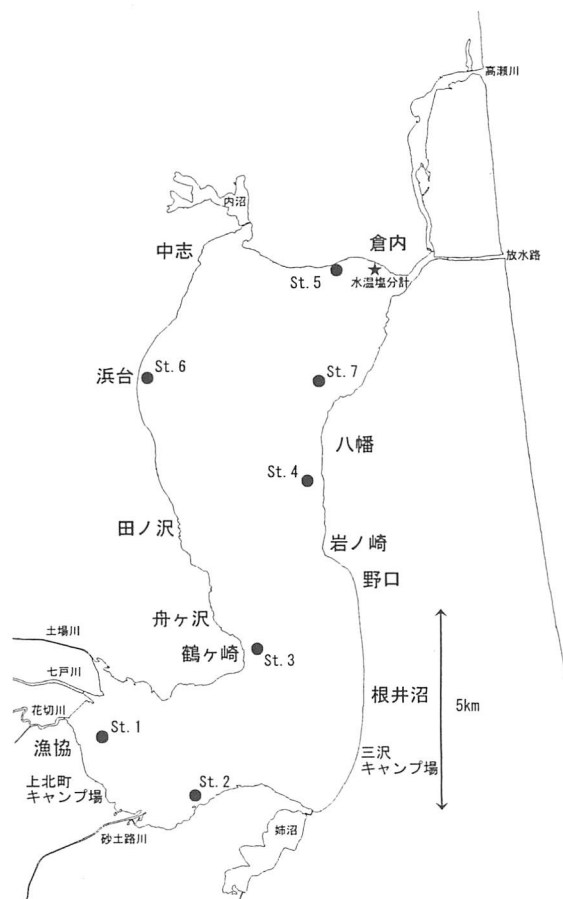 高瀬川
内沼
倉内
中志
放水路
St. 5
水温塩分計
St. 6
浜台
St. 7
八幡
St. 4
田ノ沢
岩ノ崎
野口
舟ヶ沢
土場川
鶴ヶ崎
St. 3
七戸川
根井沼
5km
花切川
St. 1
漁協
三沢
キャンプ場
上北町
キャンプ場
St. 2
砂土路川
姉沼